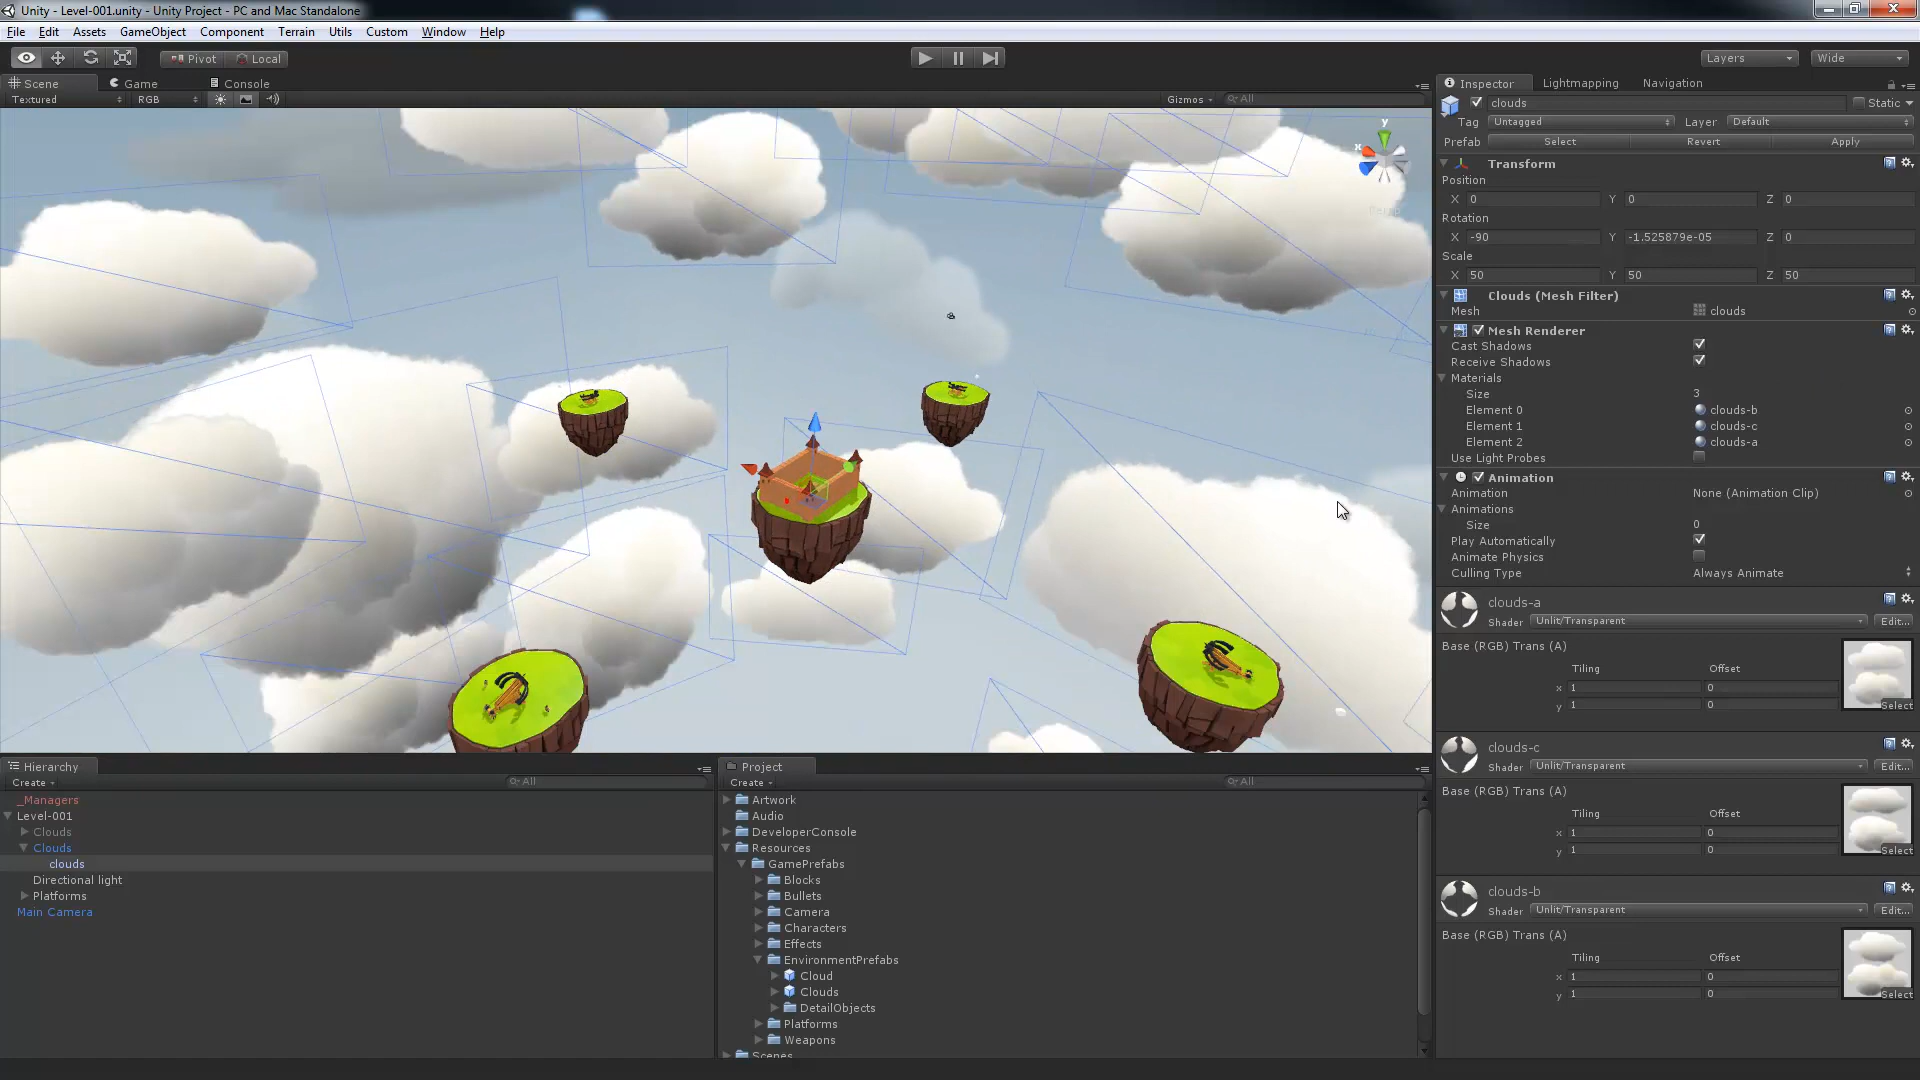 Unity - Level-001.unity - Unity Project - PC and Mac Standalone
File Edit Assets GameObject Component Terrain Utils Custom Window Help
Pivot Local Layers Wide
Scene Game Console
Textured RGB Gizmos All
y
x
Persp
Inspector Lightmapping Navigation
clouds Static
Tag Untagged Layer Default
Prefab Select Revert Apply
Transform
Position
X 0 Y 0 Z 0
Rotation
X -90 Y -1.525879e-05 Z 0
Scale
X 50 Y 50 Z 50
Clouds (Mesh Filter)
Mesh clouds
Mesh Renderer
Cast Shadows
Receive Shadows
Materials
Size 3
Element 0 clouds-b
Element 1 clouds-c
Element 2 clouds-a
Use Light Probes
Animation
Animation None (Animation Clip)
Animations
Size 0
Play Automatically
Animate Physics
Culling Type Always Animate
clouds-a
Shader Unlit/Transparent Edit...
Base (RGB) Trans (A)
Tiling Offset
x 1 0
y 1 0 Select
clouds-c
Shader Unlit/Transparent Edit...
Base (RGB) Trans (A)
Tiling Offset
x 1 0
y 1 0 Select
clouds-b
Shader Unlit/Transparent Edit...
Base (RGB) Trans (A)
Tiling Offset
x 1 0
y 1 0 Select
Hierarchy
Create All
_Managers
Level-001
Clouds
Clouds
clouds
Directional light
Platforms
Main Camera
Project
Create All
Artwork
Audio
DeveloperConsole
Resources
GamePrefabs
Blocks
Bullets
Camera
Characters
Effects
EnvironmentPrefabs
Cloud
Clouds
DetailObjects
Platforms
Weapons
Scenes